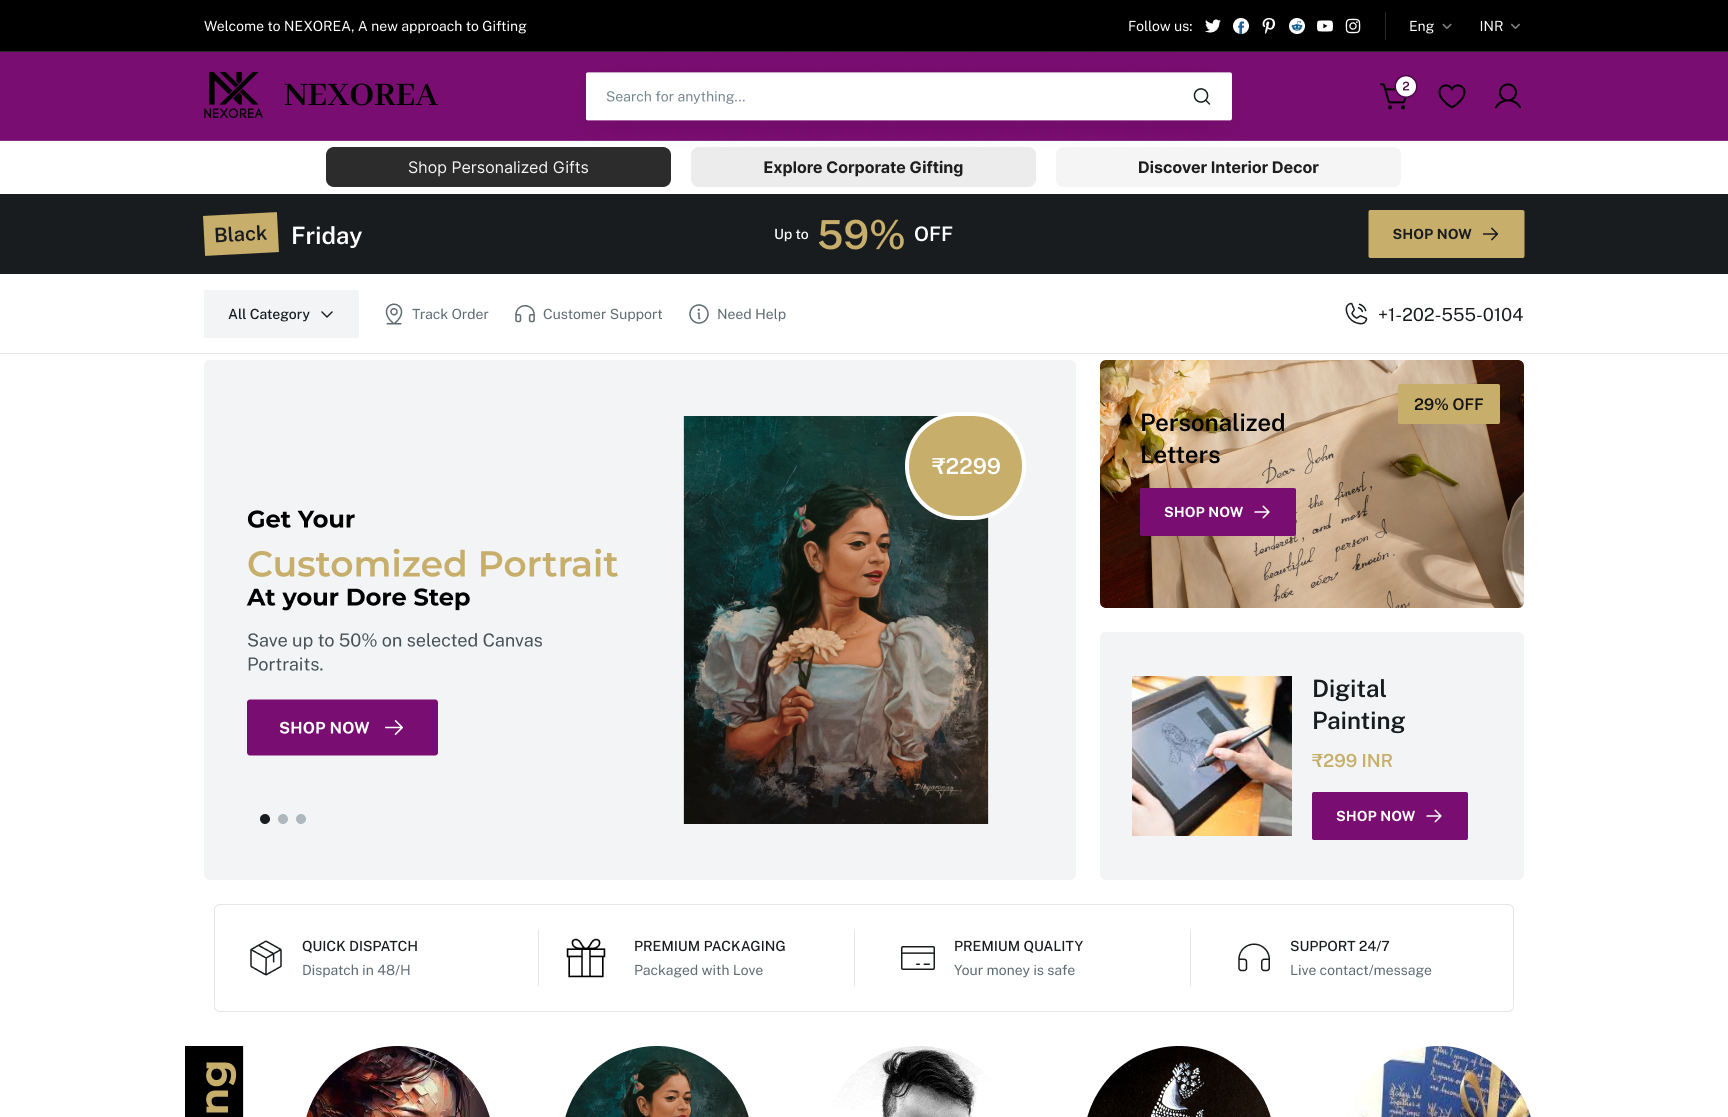 Welcome to NEXOREA, A new approach to Gifting
Follow us:
Eng
INR
NEXOREA
NEXOREA
Search for anything...
2
Shop Personalized Gifts
Explore Corporate Gifting
Discover Interior Decor
Black
Friday
Up to 59% OFF
SHOP NOW
All Category
Track Order
Customer Support
Need Help
+1-202-555-0104
Get Your
Customized Portrait
At your Dore Step
Save up to 50% on selected Canvas
Portraits.
SHOP NOW
₹2299
29% OFF
Personalized
Letters
SHOP NOW
Dear John
the finest,
tenderest, and most
beautiful person I
have ever known.
Digital
Painting
₹299 INR
SHOP NOW
QUICK DISPATCH
Dispatch in 48/H
PREMIUM PACKAGING
Packaged with Love
PREMIUM QUALITY
Your money is safe
SUPPORT 24/7
Live contact/message
ng